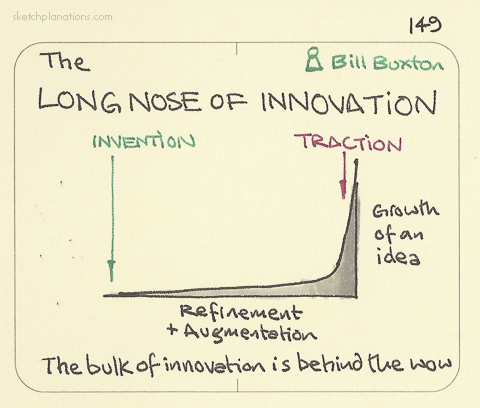 sketchplanations.com
149
The
Bill Buxton
LONG NOSE OF INNOVATION
INVENTION
TRACTION
Growth
of an
idea
Refinement
+ Augmentation
The bulk of innovation is behind the wow